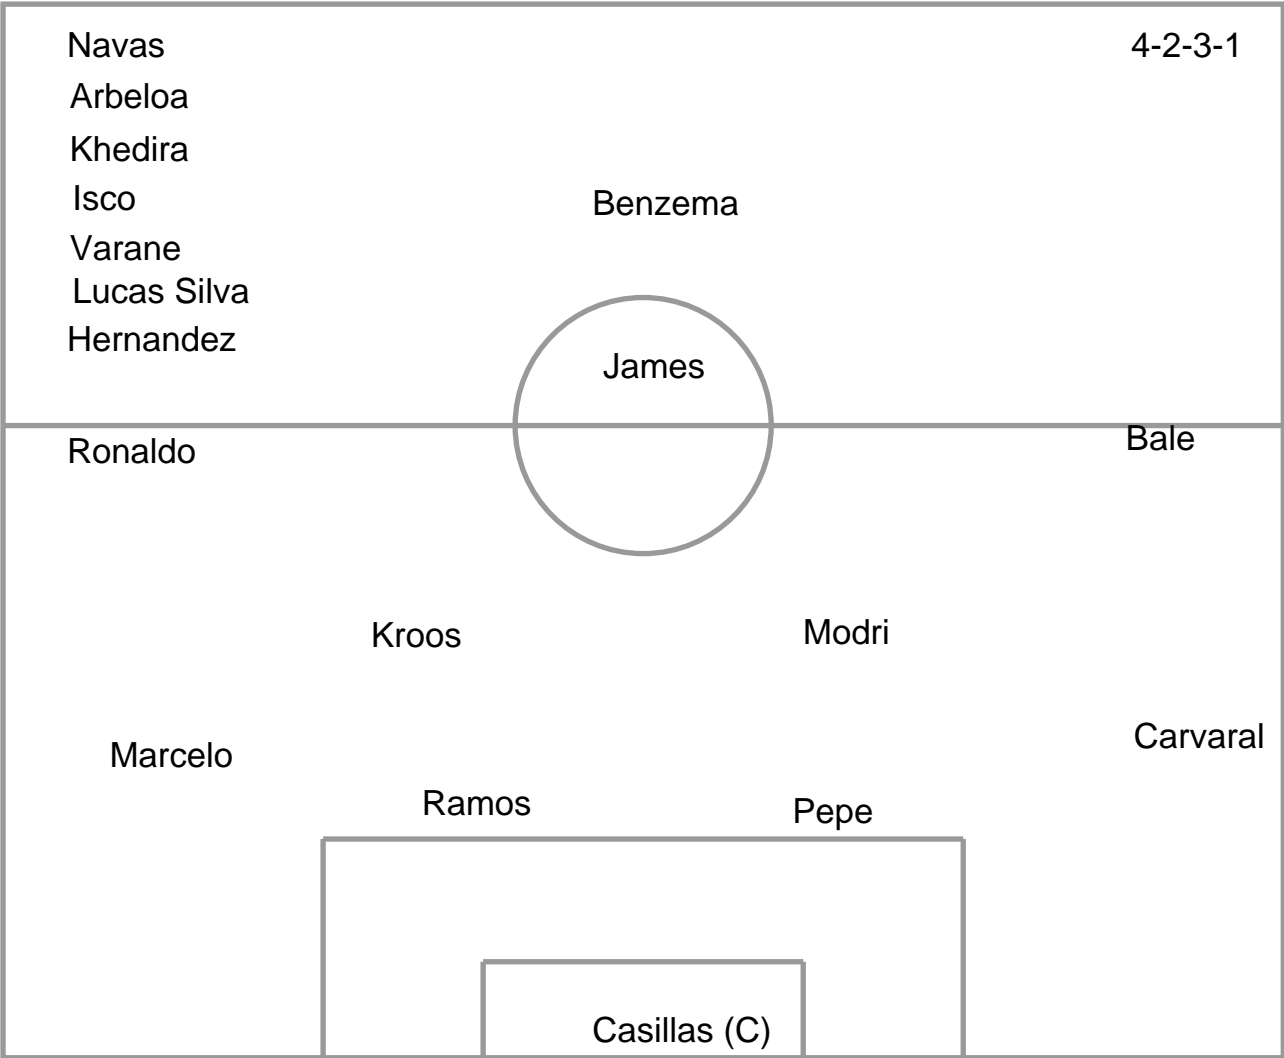 Navas
4-2-3-1
Arbeloa
Khedira
Isco
Benzema
Varane
Lucas Silva
Hernandez
James
Ronaldo
Bale
Kroos
Modri
Marcelo
Carvaral
Ramos
Pepe
Casillas (C)